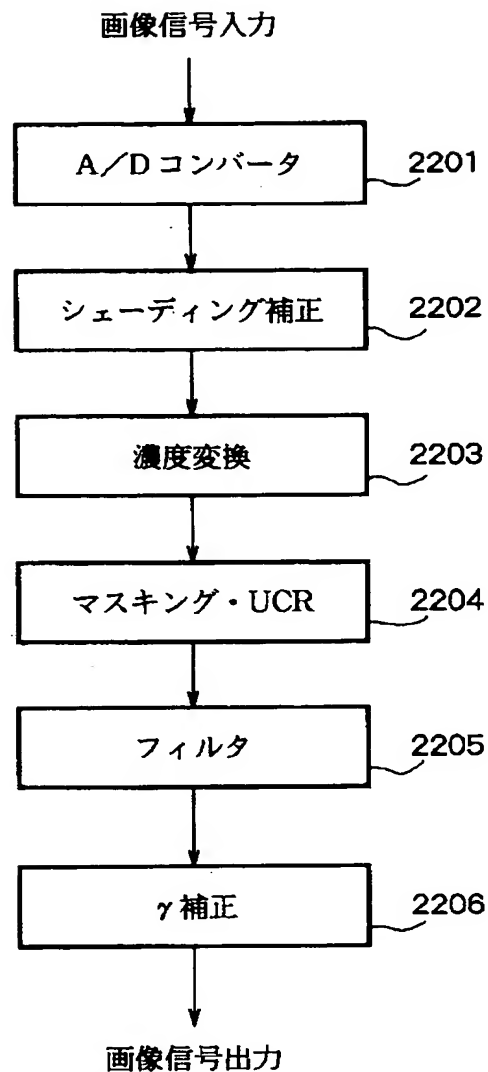 画像信号入力
A／Dコンバータ
2201
シェーディング補正
2202
濃度変換
2203
マスキング・UCR
2204
フィルタ
2205
γ補正
2206
画像信号出力